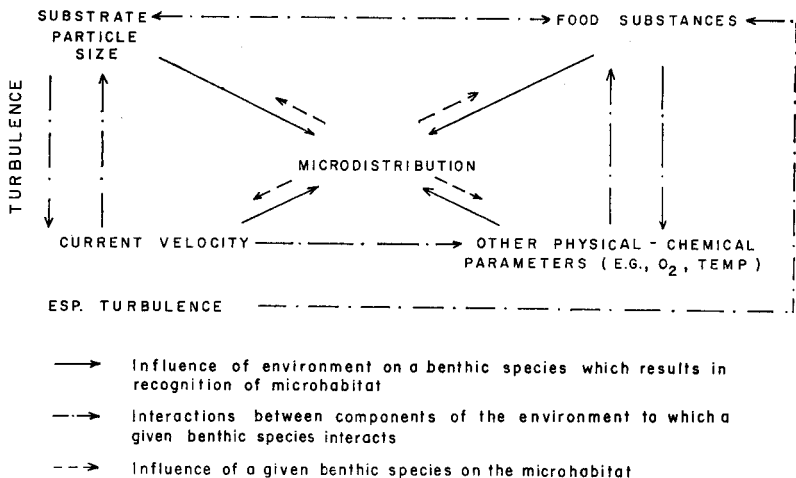 SUBSTRATE
PARTICLE
SIZE
FOOD SUBSTANCES
TURBULENCE
MICRODISTRIBUTION
CURRENT VELOCITY
OTHER PHYSICAL - CHEMICAL
PARAMETERS ( E.G., O2 , TEMP )
ESP. TURBULENCE
Influence of environment on a benthic species which results in
recognition of microhabitat
Interactions between components of the environment to which a
given benthic species interacts
Influence of a given benthic species on the microhabitat